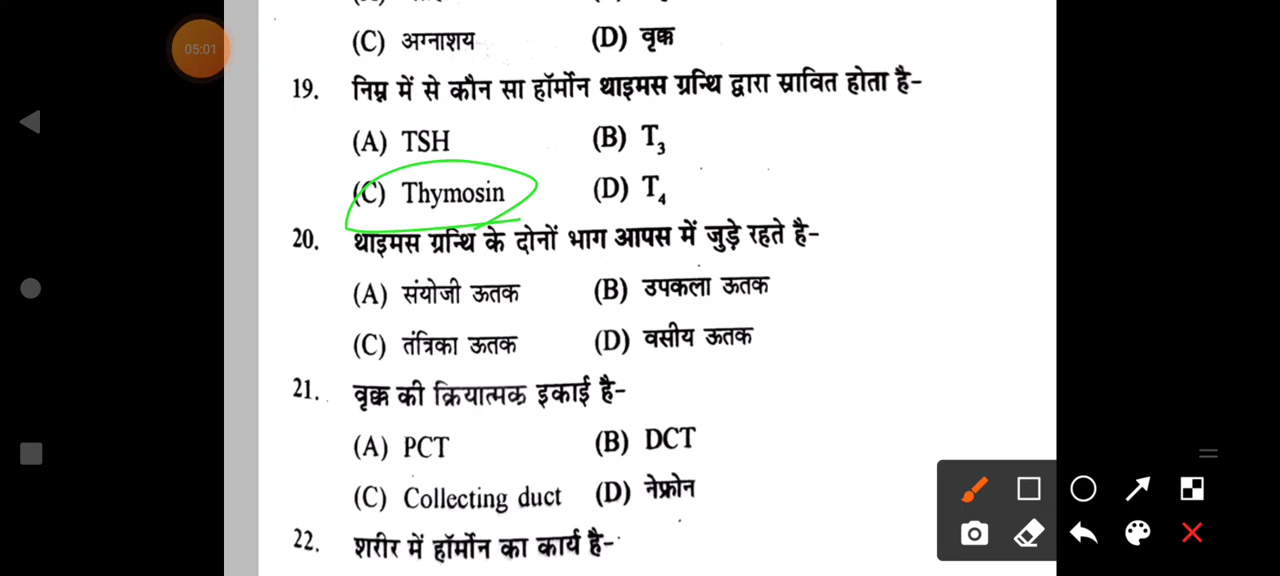 05:01
(C) अग्नाशय (D) वृक्क
19. निम्न में से कौन सा हॉर्मोन थाइमस ग्रन्थि द्वारा स्रावित होता है-
(A) TSH (B) T₃
(C) Thymosin (D) T₄
20. थाइमस ग्रन्थि के दोनों भाग आपस में जुड़े रहते है-
(A) संयोजी ऊतक (B) उपकला ऊतक
(C) तंत्रिका ऊतक (D) वसीय ऊतक
21. वृक्क की क्रियात्मक इकाई है-
(A) PCT (B) DCT
(C) Collecting duct (D) नेफ्रोन
22. शरीर में हॉर्मोन का कार्य है-